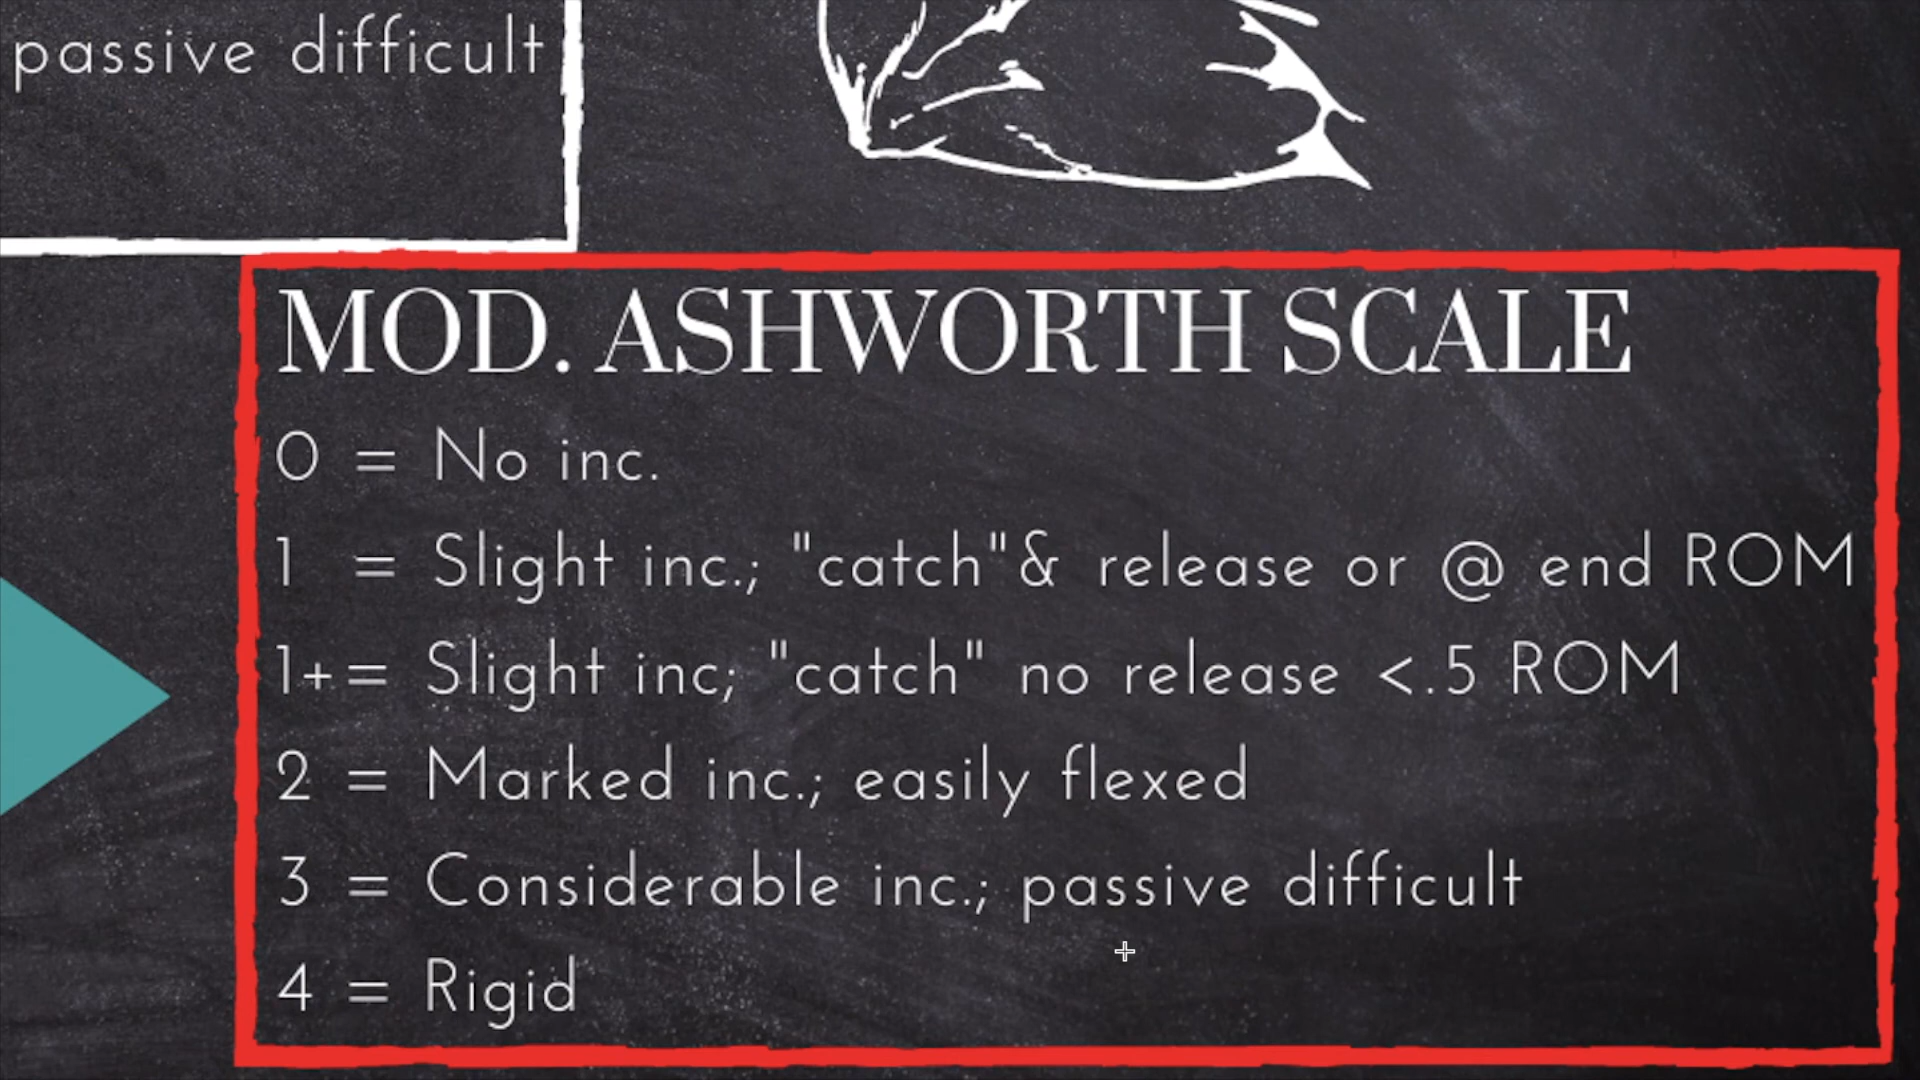 passive difficult
MOD. ASHWORTH SCALE
0 = No inc.
1 = Slight inc.; "catch"& release or @ end ROM
1+= Slight inc; "catch" no release <.5 ROM
2 = Marked inc.; easily flexed
3 = Considerable inc.; passive difficult
4 = Rigid